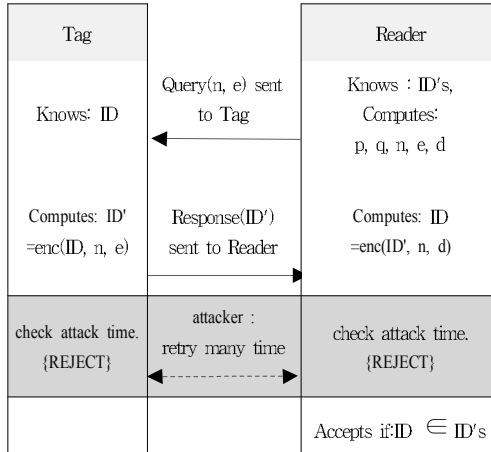 Tag
Reader
Knows: ID
Query(n, e) sent
to Tag
Knows : ID's,
Computes:
p, q, n, e, d
Computes: ID'
=enc(ID, n, e)
Response(ID')
sent to Reader
Computes: ID
=enc(ID', n, d)
check attack time.
{REJECT}
attacker :
retry many time
check attack time.
{REJECT}
Accepts if:ID ∈ ID's